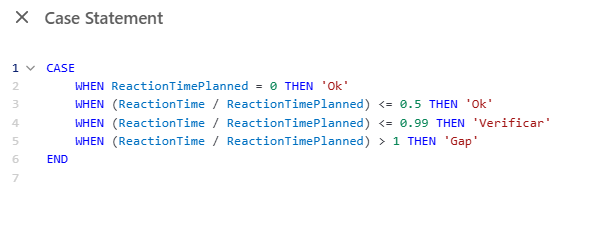 Case Statement
1 CASE
2 WHEN ReactionTimePlanned = 0 THEN 'Ok'
3 WHEN (ReactionTime / ReactionTimePlanned) <= 0.5 THEN 'Ok'
4 WHEN (ReactionTime / ReactionTimePlanned) <= 0.99 THEN 'Verificar'
5 WHEN (ReactionTime / ReactionTimePlanned) > 1 THEN 'Gap'
6 END
7